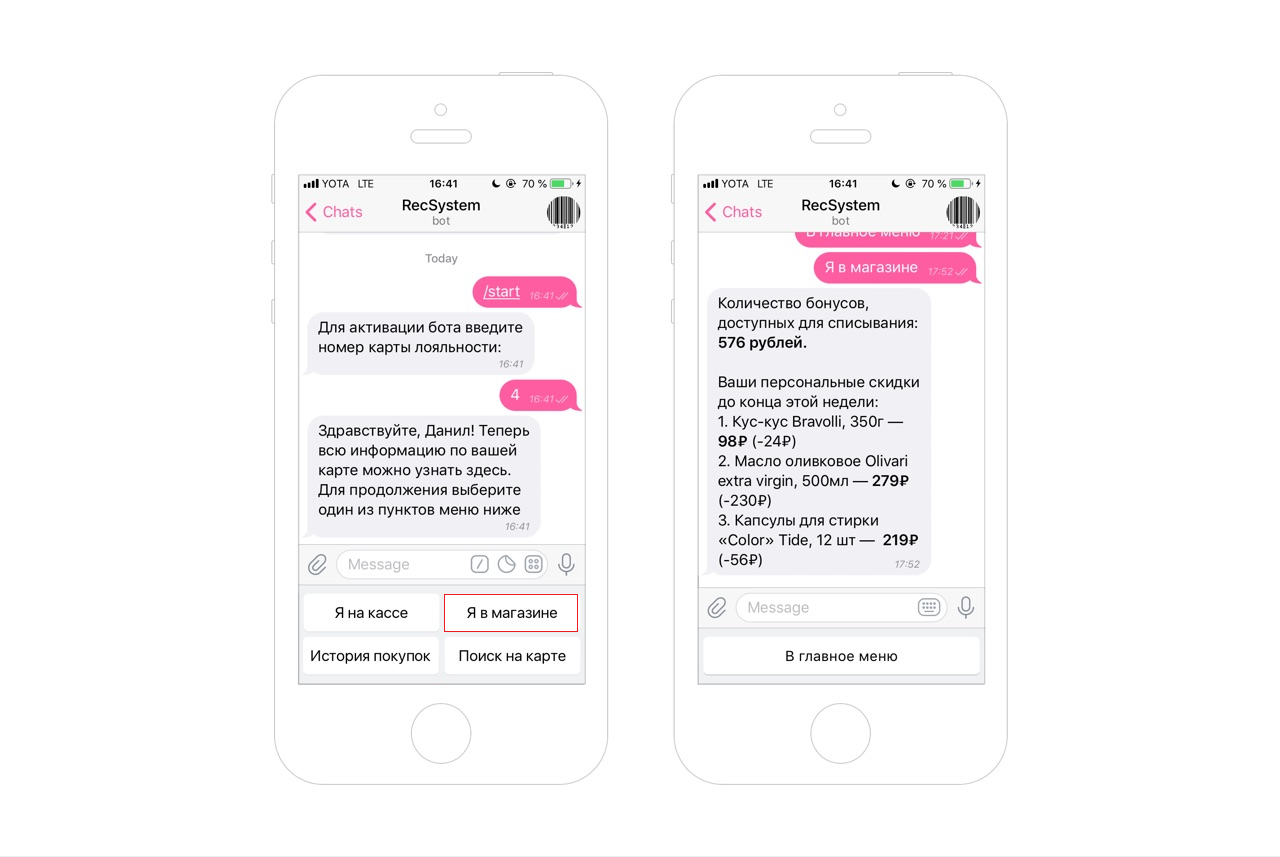 YOTA LTE 16:41 70 %
Chats RecSystem
bot
Today
/start 16:41
Для активации бота введите
номер карты лояльности:
16:41
4 16:41
Здравствуйте, Данил! Теперь
всю информацию по вашей
карте можно узнать здесь.
Для продолжения выберите
один из пунктов меню ниже
16:41
Message
Я на кассе Я в магазине
История покупок Поиск на карте
YOTA LTE 16:41 70 %
Chats RecSystem
bot
В главное меню 17:21
Я в магазине 17:52
Количество бонусов,
доступных для списывания:
576 рублей.
Ваши персональные скидки
до конца этой недели:
1. Кус-кус Bravolli, 350г —
98₽ (-24₽)
2. Масло оливковое Olivari
extra virgin, 500мл — 279₽
(-230₽)
3. Капсулы для стирки
«Color» Tide, 12 шт — 219₽
(-56₽)
17:52
Message
В главное меню